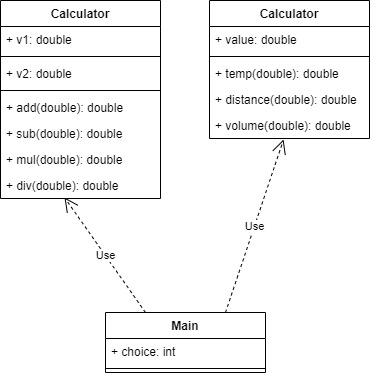 Calculator
+ v1: double
+ v2: double
+ add(double): double
+ sub(double): double
+ mul(double): double
+ div(double): double
Calculator
+ value: double
+ temp(double): double
+ distance(double): double
+ volume(double): double
Use
Use
Main
+ choice: int